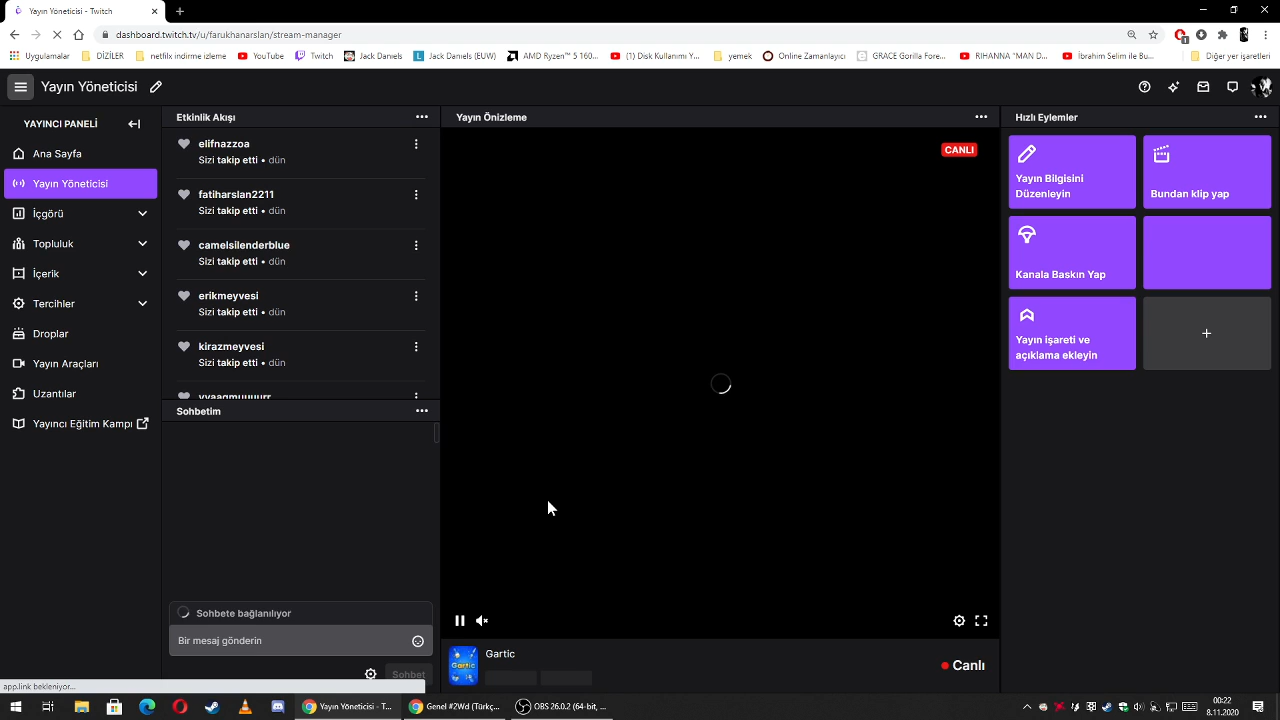 Yayın Yöneticisi - Twitch
dashboard.twitch.tv/u/farukhanarslan/stream-manager
Uygulamalar DİZİLER netflix indirme izleme YouTube Twitch Jack Daniels Jack Daniels (EUW) AMD Ryzen™ 5 160... (1) Disk Kullanımı Y... yemek Online Zamanlayıcı GRACE Gorilla Fore... RIHANNA "MAN D... İbrahim Selim ile Bu... Diğer yer işaretleri
Yayın Yöneticisi
YAYINCI PANELİ
Ana Sayfa
Yayın Yöneticisi
İçgörü
Topluluk
İçerik
Tercihler
Droplar
Yayın Araçları
Uzantılar
Yayıncı Eğitim Kampı
Etkinlik Akışı
elifnazzoa
Sizi takip etti • dün
fatiharslan2211
Sizi takip etti • dün
camelsilenderblue
Sizi takip etti • dün
erikmeyvesi
Sizi takip etti • dün
kirazmeyvesi
Sizi takip etti • dün
Sohbetim
Sohbete bağlanılıyor
Bir mesaj gönderin
Sohbet
Yayın Önizleme
CANLI
Gartic
Canlı
Hızlı Eylemler
Yayın Bilgisini
Düzenleyin
Bundan klip yap
Kanala Baskın Yap
Yayın işareti ve
açıklama ekleyin
app.link bekleniyor...
Yayın Yöneticisi - T... Genel #2Wd (Türkç... OBS 26.0.2 (64-bit, ...
00:22
8.11.2020